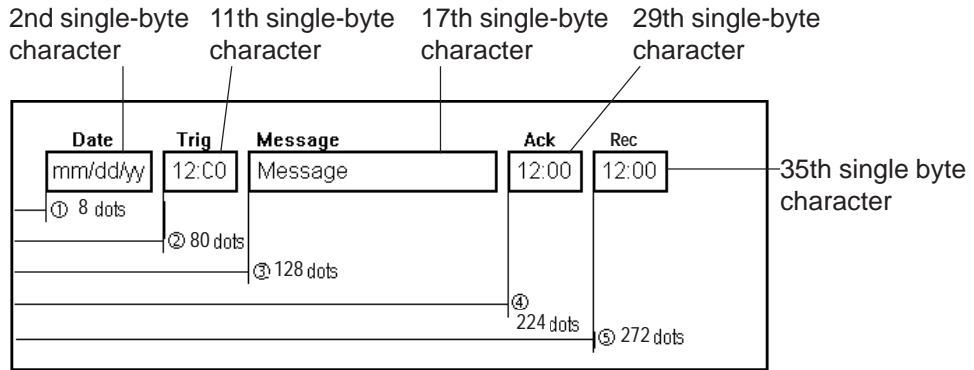 2nd single-byte character
11th single-byte character
17th single-byte character
29th single-byte character
Date Trig Message Ack Rec
mm/dd/yy 12:C0 Message 12:00 12:00
35th single byte character
① 8 dots
② 80 dots
③ 128 dots
④ 224 dots
⑤ 272 dots